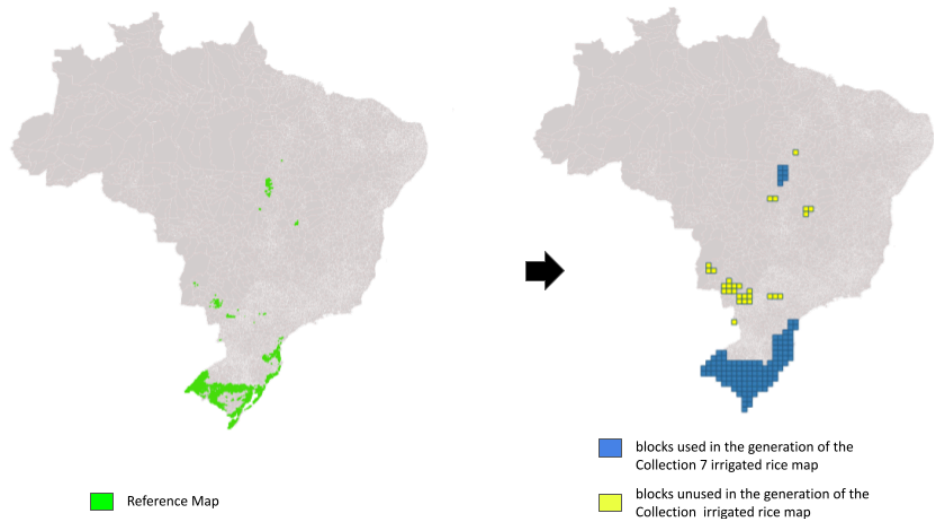 Reference Map
blocks used in the generation of the
Collection 7 irrigated rice map
blocks unused in the generation of the
Collection  irrigated rice map